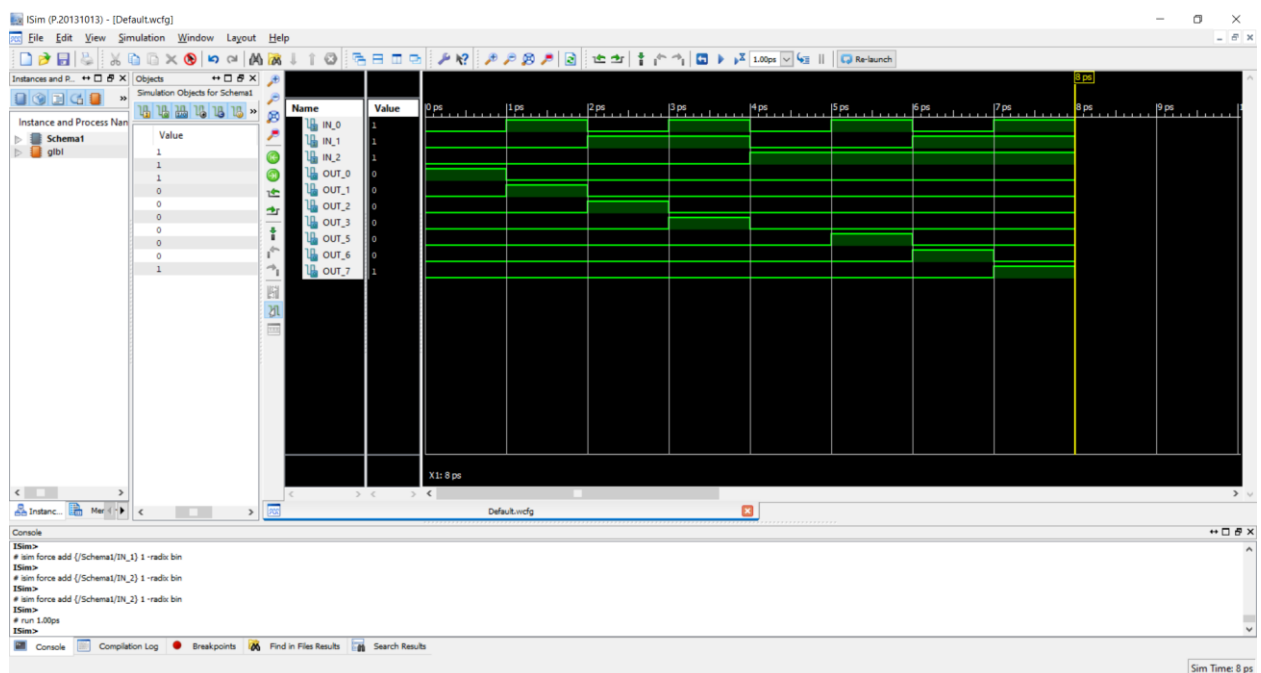 ISim (P.20131013) - [Default.wcfg]
File Edit View Simulation Window Layout Help
1.00ps Re-launch
Instances and P...
Objects
Simulation Objects for Schema1
Instance and Process Nan
Schema1
glbl
Value
1
1
1
0
0
0
0
0
0
1
8 ps
Name Value
0 ps 1 ps 2 ps 3 ps 4 ps 5 ps 6 ps 7 ps 8 ps 9 ps
IN_0 1
IN_1 1
IN_2 1
OUT_0 0
OUT_1 0
OUT_2 0
OUT_3 0
OUT_5 0
OUT_6 0
OUT_7 1
X1: 8 ps
Instanc... Mer
Default.wcfg
Console
ISim>
# isim force add {/Schema1/IN_1} 1 -radix bin
ISim>
# isim force add {/Schema1/IN_2} 1 -radix bin
ISim>
# isim force add {/Schema1/IN_2} 1 -radix bin
ISim>
# run 1.00ps
ISim>
Console Compilation Log Breakpoints Find in Files Results Search Results
Sim Time: 8 ps